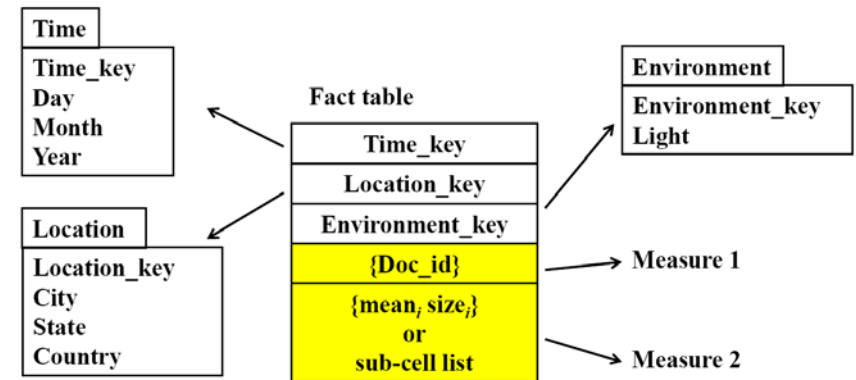 Time
Time_key
Day
Month
Year
Location
Location_key
City
State
Country
Fact table
Time_key
Location_key
Environment_key
{Doc_id}
{meanᵢ sizeᵢ}
or
sub-cell list
Environment
Environment_key
Light
Measure 1
Measure 2